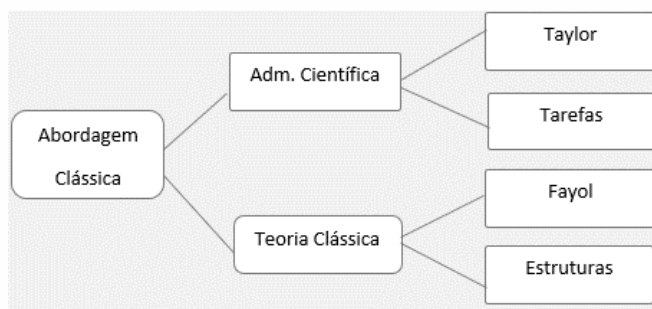 Abordagem
Clássica
Adm. Científica
Taylor
Tarefas
Teoria Clássica
Fayol
Estruturas